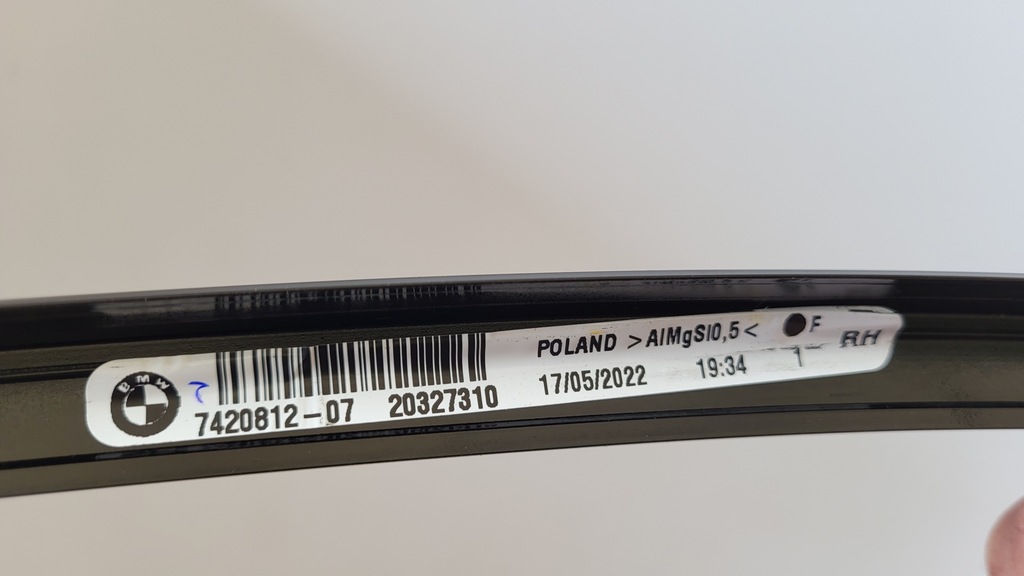 BMW
7420812-07 20327310
POLAND >AlMgSi0,5< F
17/05/2022 19:34 1 RH